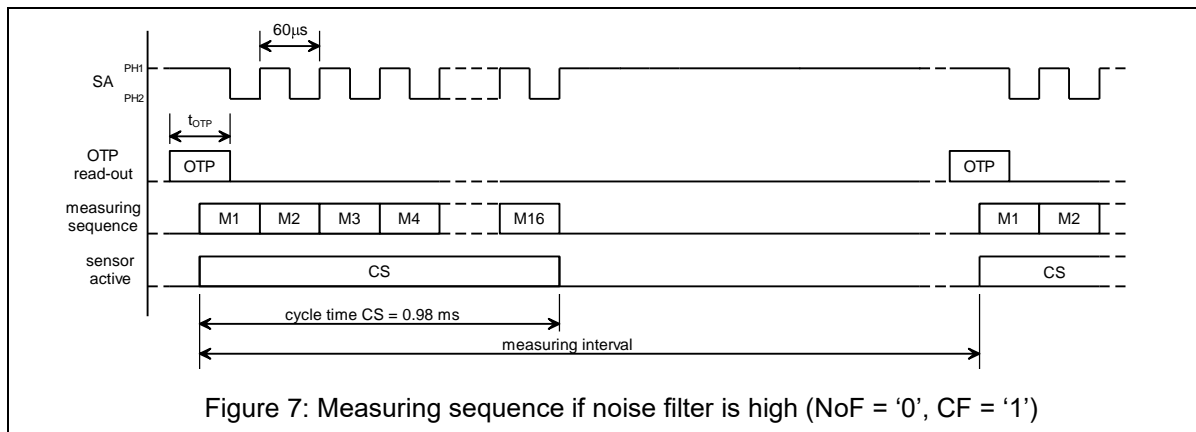 60μs
SA
PH1
PH2
tOTP
OTP
read-out
OTP
OTP
measuring
sequence
M1 M2 M3 M4 M16 M1 M2
sensor
active
CS CS
cycle time CS = 0.98 ms
measuring interval
Figure 7: Measuring sequence if noise filter is high (NoF = ‘0’, CF = ‘1’)